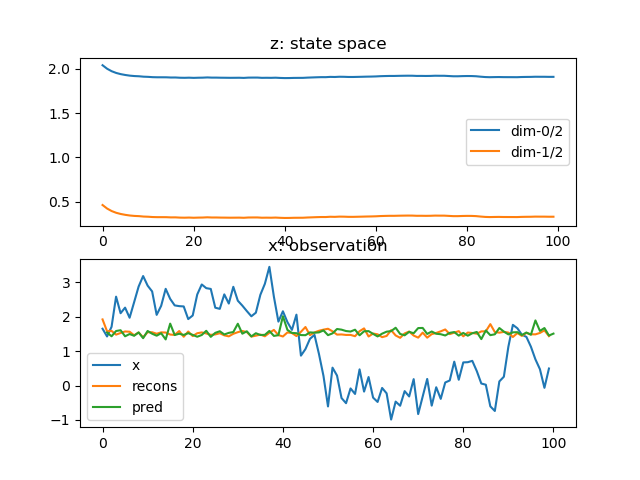 z: state space
2.0
1.5
1.0
0.5
dim-0/2
dim-1/2
0 20 40 60 80 100
x: observation
3
2
1
0
−1
x
recons
pred
0 20 40 60 80 100